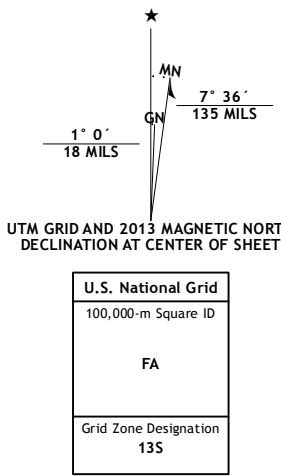 ★
MN
7° 36´
135 MILS
GN
1° 0´
18 MILS
UTM GRID AND 2013 MAGNETIC NORT
DECLINATION AT CENTER OF SHEET
U.S. National Grid
100,000-m Square ID
FA
Grid Zone Designation
13S